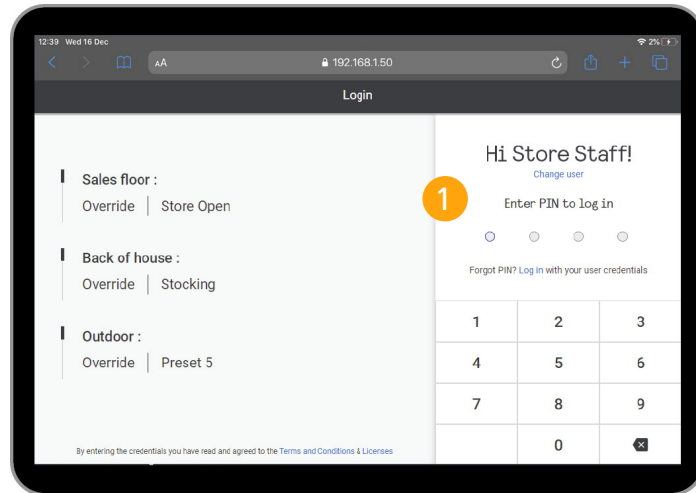 12:39 Wed 16 Dec
2%
AA
192.168.1.50
Login
Sales floor :
Override | Store Open
Back of house :
Override | Stocking
Outdoor :
Override | Preset 5
By entering the credentials you have read and agreed to the Terms and Conditions & Licenses
1
Hi Store Staff!
Change user
Enter PIN to log in
Forgot PIN? Log in with your user credentials
1 2 3
4 5 6
7 8 9
0